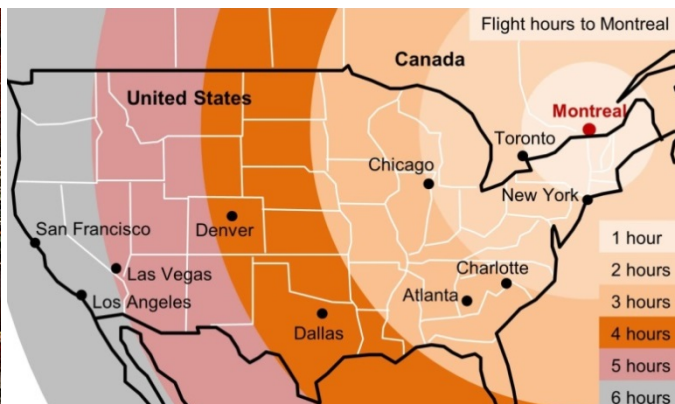 Flight hours to Montreal
Canada
United States
Montreal
Toronto
Chicago
New York
San Francisco
Denver
Las Vegas
Charlotte
Los Angeles
Atlanta
Dallas
1 hour
2 hours
3 hours
4 hours
5 hours
6 hours